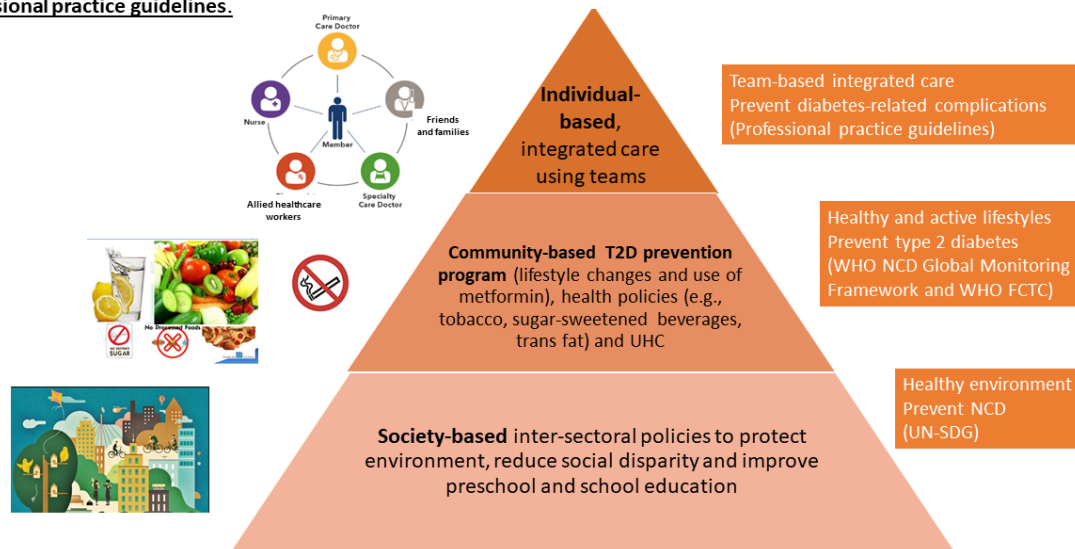 sional practice guidelines.
Primary
Care Doctor
Nurse
Member
Friends
and families
Allied healthcare
workers
Specialty
Care Doctor
Individual-
based,
integrated care
using teams
Team-based integrated care
Prevent diabetes-related complications
(Professional practice guidelines)
No Processed Foods
SUGAR
Community-based T2D prevention
program (lifestyle changes and use of
metformin), health policies (e.g.,
tobacco, sugar-sweetened beverages,
trans fat) and UHC
Healthy and active lifestyles
Prevent type 2 diabetes
(WHO NCD Global Monitoring
Framework and WHO FCTC)
Society-based inter-sectoral policies to protect
environment, reduce social disparity and improve
preschool and school education
Healthy environment
Prevent NCD
(UN-SDG)